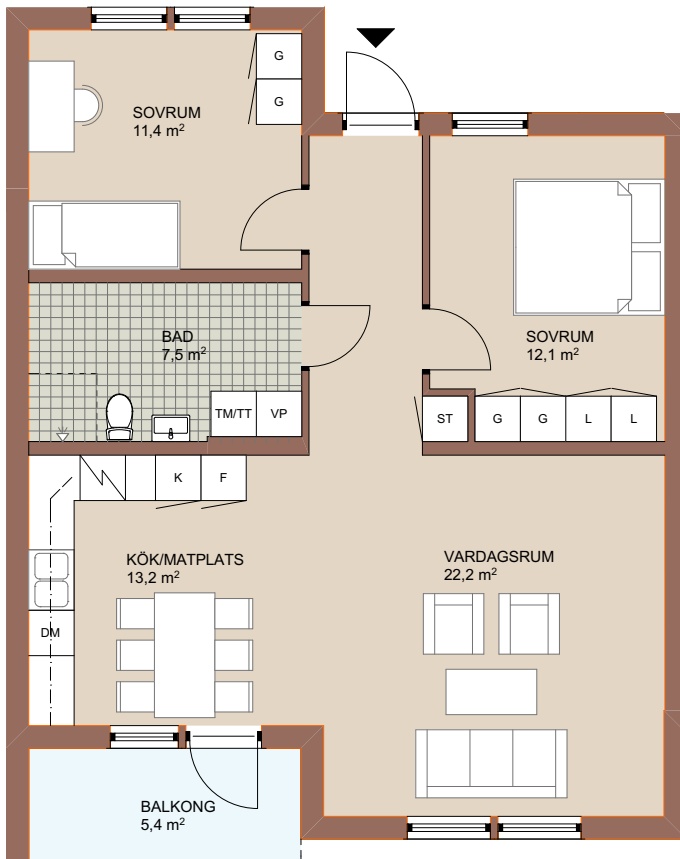 G
G
SOVRUM
11,4 m²
SOVRUM
12,1 m²
BAD
7,5 m²
TM/TT VP
ST G G L L
K F
KÖK/MATPLATS
13,2 m²
VARDAGSRUM
22,2 m²
DM
BALKONG
5,4 m²